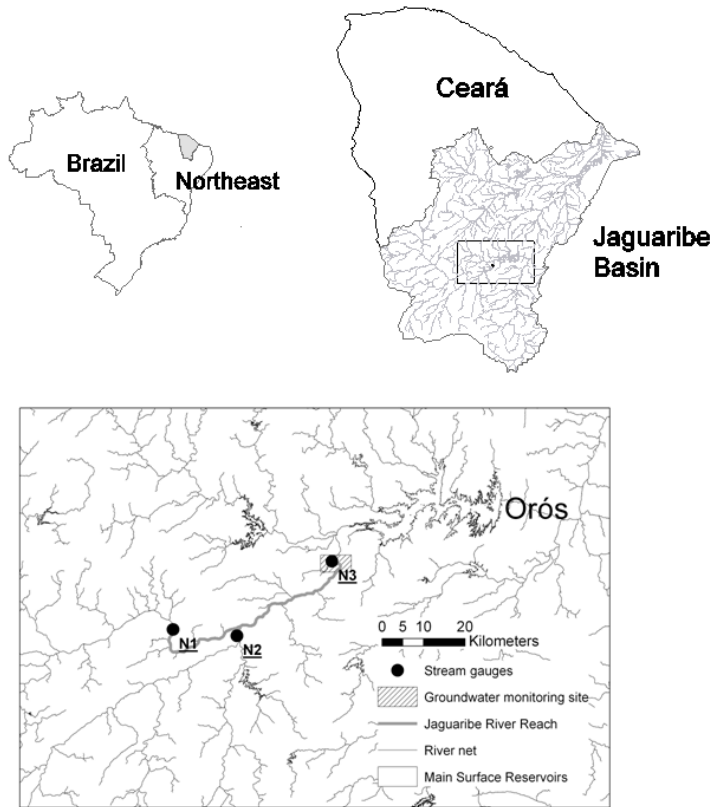 Brazil
Northeast
Ceará
Jaguaribe
Basin
Orós
N3
N1
N2
0 5 10 20
Kilometers
Stream gauges
Groundwater monitoring site
Jaguaribe River Reach
River net
Main Surface Reservoirs